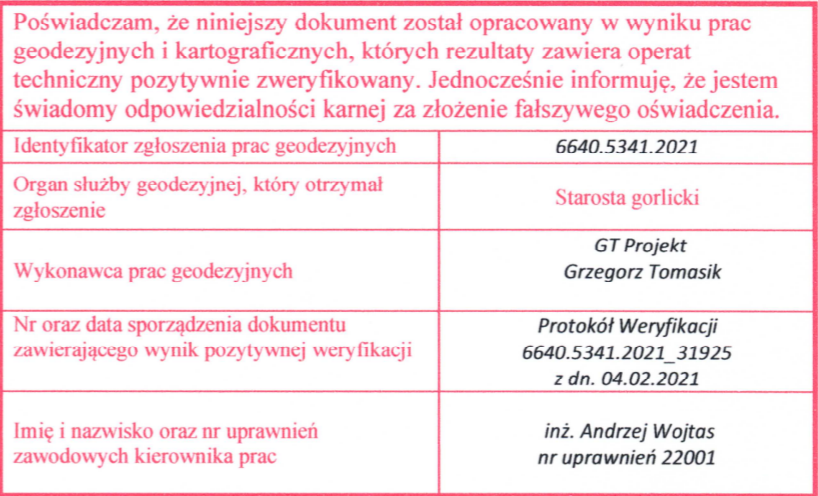 Poświadczam, że niniejszy dokument został opracowany w wyniku prac
geodezyjnych i kartograficznych, których rezultaty zawiera operat
techniczny pozytywnie zweryfikowany. Jednocześnie informuję, że jestem
świadomy odpowiedzialności karnej za złożenie fałszywego oświadczenia.
Identyfikator zgłoszenia prac geodezyjnych
6640.5341.2021
Organ służby geodezyjnej, który otrzymał
zgłoszenie
Starosta gorlicki
Wykonawca prac geodezyjnych
GT Projekt
Grzegorz Tomasik
Nr oraz data sporządzenia dokumentu
zawierającego wynik pozytywnej weryfikacji
Protokół Weryfikacji
6640.5341.2021_31925
z dn. 04.02.2021
Imię i nazwisko oraz nr uprawnień
zawodowych kierownika prac
inż. Andrzej Wojtas
nr uprawnień 22001